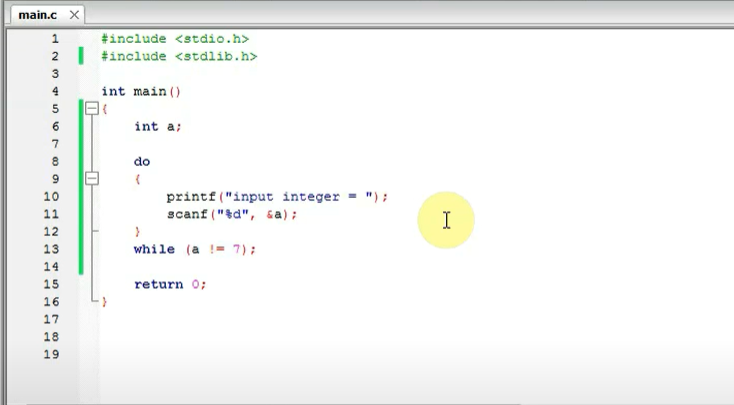 main.c
1 #include <stdio.h>
2 #include <stdlib.h>
3
4 int main()
5 {
6 int a;
7
8 do
9 {
10 printf("input integer = ");
11 scanf("%d", &a);
12 }
13 while (a != 7);
14
15 return 0;
16 }
17
18
19